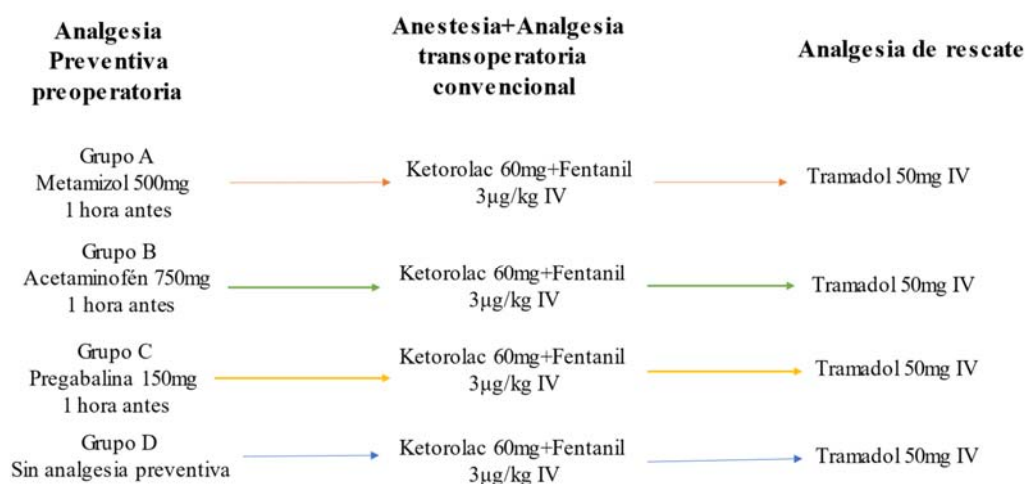 Analgesia
Preventiva
preoperatoria
Anestesia+Analgesia
transoperatoria
convencional
Analgesia de rescate
Grupo A
Metamizol 500mg
1 hora antes
Ketorolac 60mg+Fentanil
3µg/kg IV
Tramadol 50mg IV
Grupo B
Acetaminofén 750mg
1 hora antes
Ketorolac 60mg+Fentanil
3µg/kg IV
Tramadol 50mg IV
Grupo C
Pregabalina 150mg
1 hora antes
Ketorolac 60mg+Fentanil
3µg/kg IV
Tramadol 50mg IV
Grupo D
Sin analgesia preventiva
Ketorolac 60mg+Fentanil
3µg/kg IV
Tramadol 50mg IV